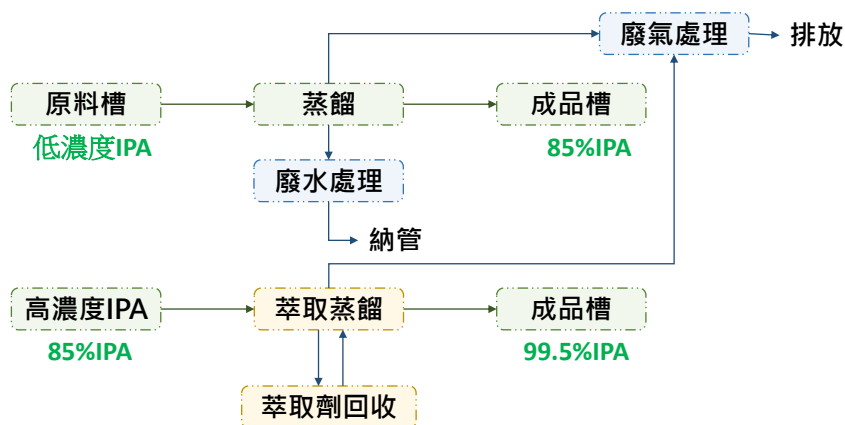 廢氣處理
排放
原料槽
蒸餾
成品槽
低濃度IPA
85%IPA
廢水處理
納管
高濃度IPA
萃取蒸餾
成品槽
85%IPA
99.5%IPA
萃取劑回收